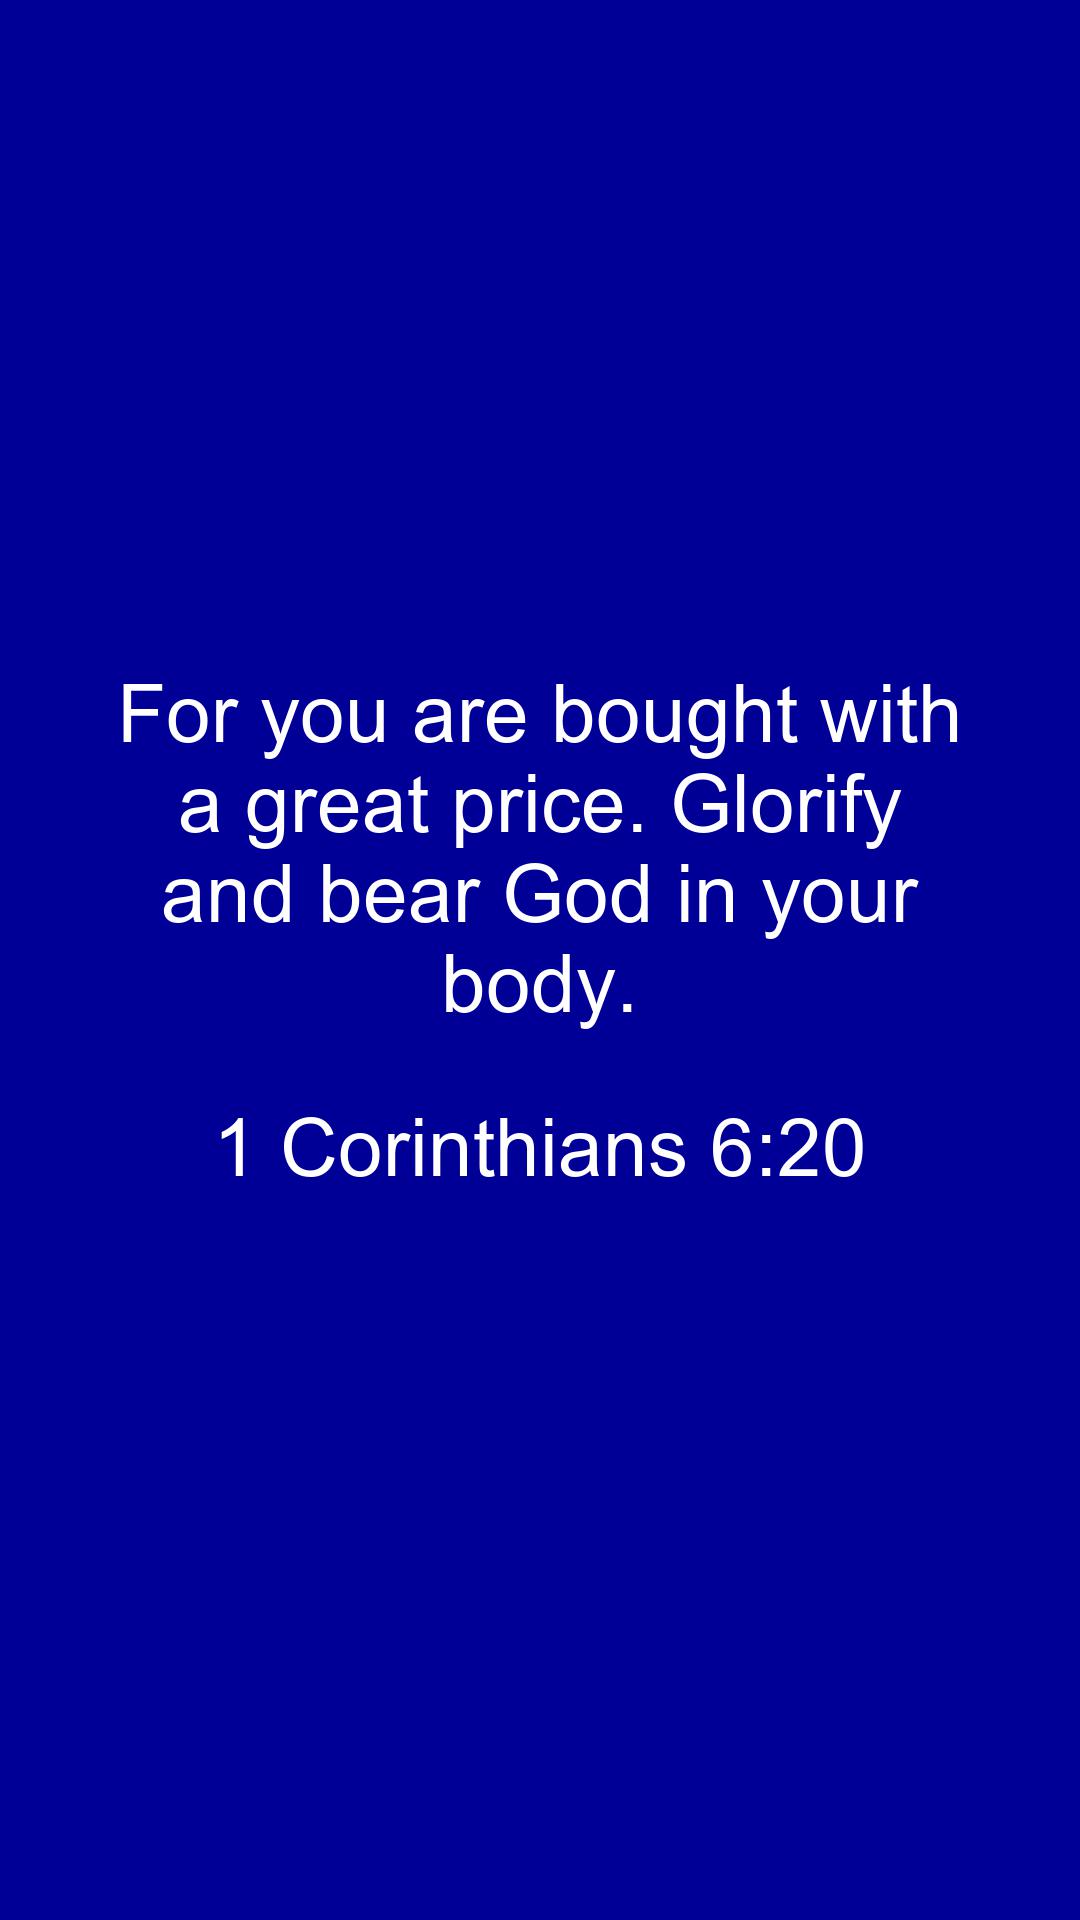 For you are bought with
a great price. Glorify
and bear God in your
body.
1 Corinthians 6:20